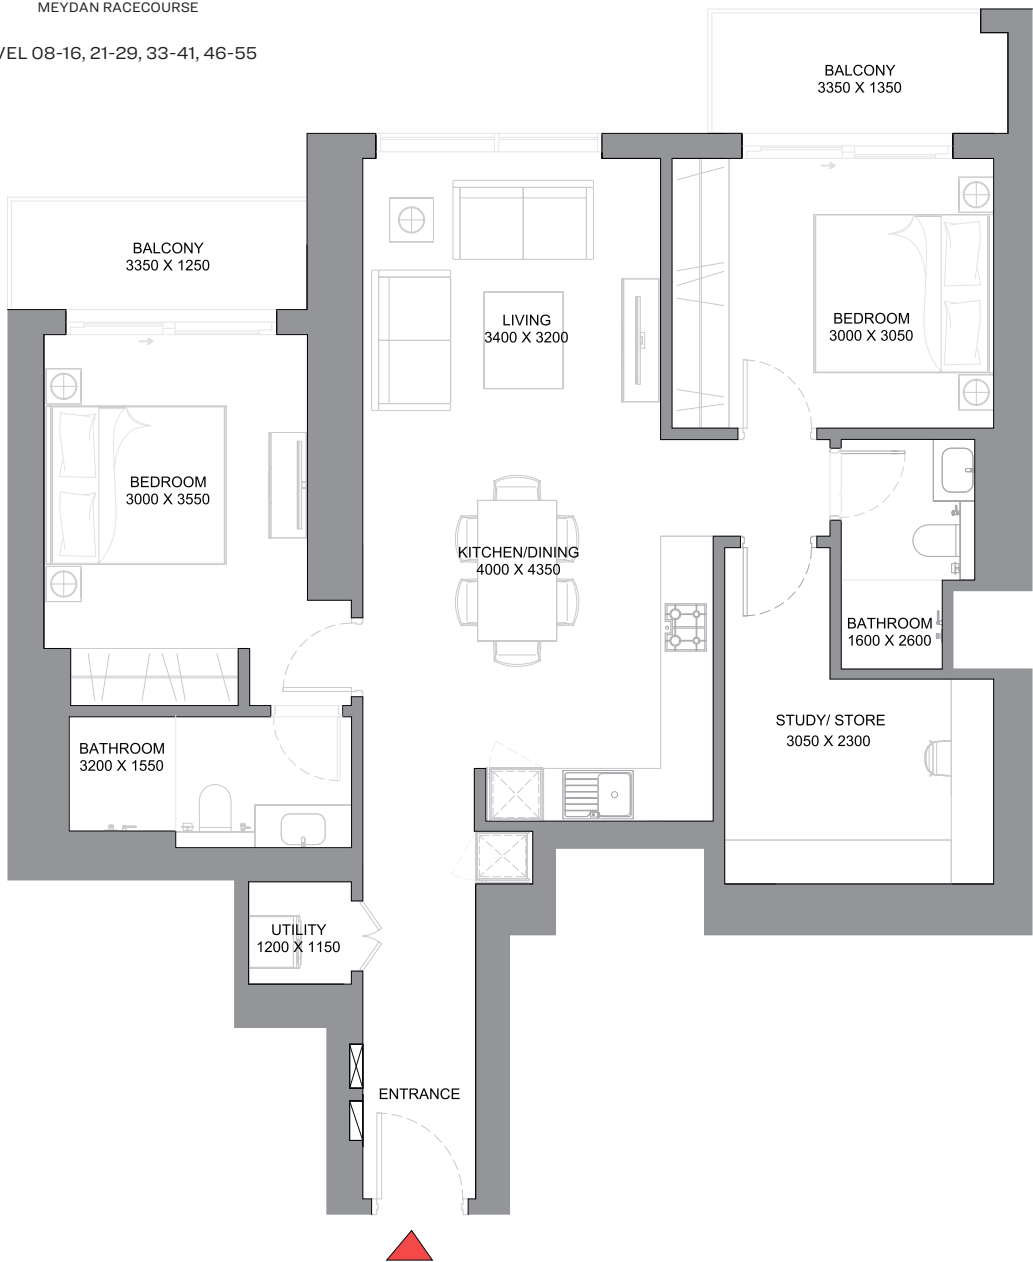 MEYDAN RACECOURSE
VEL 08-16, 21-29, 33-41, 46-55
BALCONY
3350 X 1350
BALCONY
3350 X 1250
LIVING
3400 X 3200
BEDROOM
3000 X 3050
BEDROOM
3000 X 3550
KITCHEN/DINING
4000 X 4350
BATHROOM
1600 X 2600
STUDY/ STORE
3050 X 2300
BATHROOM
3200 X 1550
UTILITY
1200 X 1150
ENTRANCE